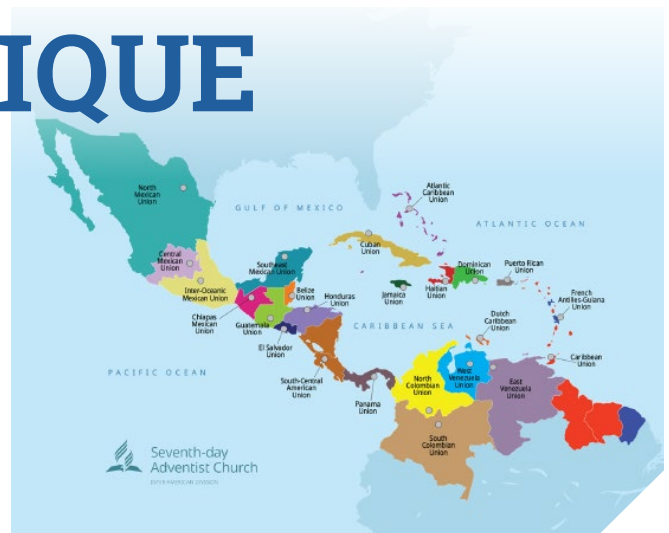 IQUE
North
Mexican
Union
GULF OF MEXICO
Atlantic
Caribbean
Union
ATLANTIC OCEAN
Central
Mexican
Union
Inter-Oceanic
Mexican Union
Southeast
Mexican Union
Cuban
Union
Dominican
Union
Puerto Rican
Union
Chiapas
Mexican
Union
Guatemala
Union
Belize
Union
Honduras
Union
El Salvador
Union
Jamaica
Union
Haitian
Union
French
Antilles-Guiana
Union
CARIBBEAN SEA
Dutch
Caribbean
Union
Caribbean
Union
PACIFIC OCEAN
South-Central
American
Union
Panama
Union
North
Colombian
Union
West
Venezuela
Union
East
Venezuela
Union
South
Colombian
Union
Seventh-day
Adventist Church
INTER-AMERICAN DIVISION